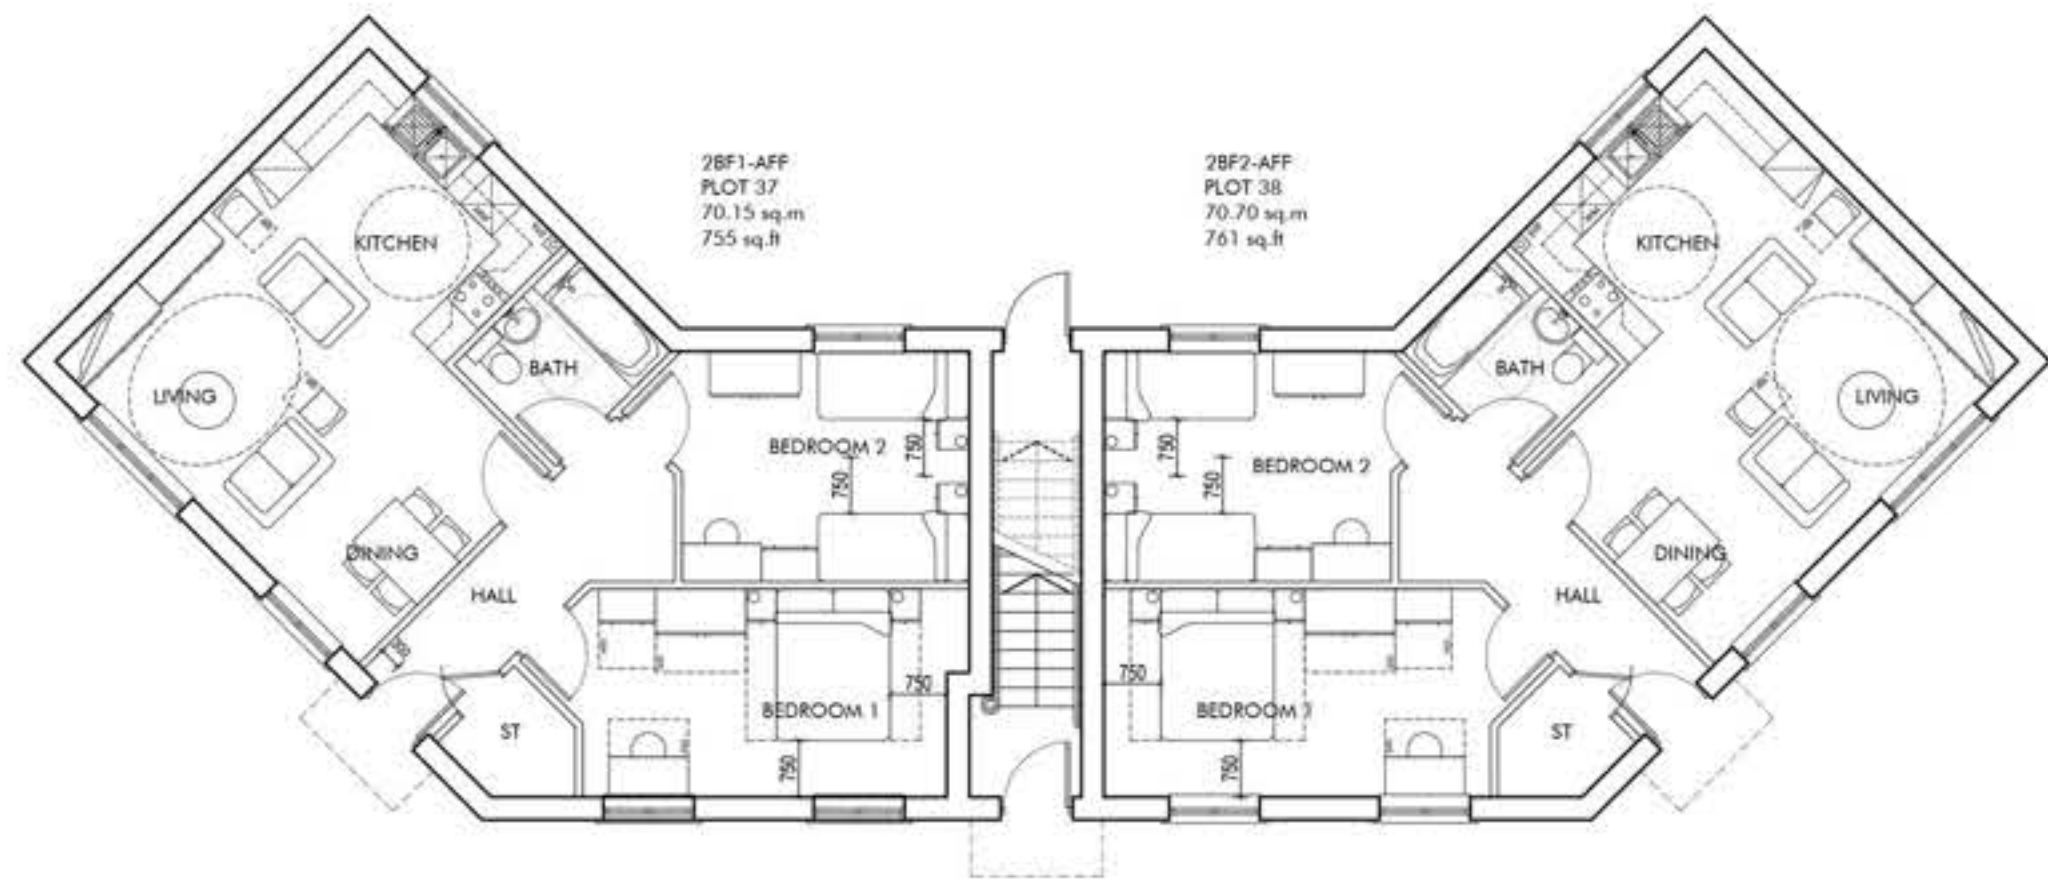 2BF1-AFF
PLOT 37
70.15 sq.m
755 sq.ft
2BF2-AFF
PLOT 38
70.70 sq.m
761 sq.ft
KITCHEN
LIVING
BATH
BEDROOM 2
750
750
DINING
HALL
300
ST
BEDROOM 1
750
750
KITCHEN
LIVING
BATH
BEDROOM 2
750
750
DINING
HALL
ST
BEDROOM 1
750
750